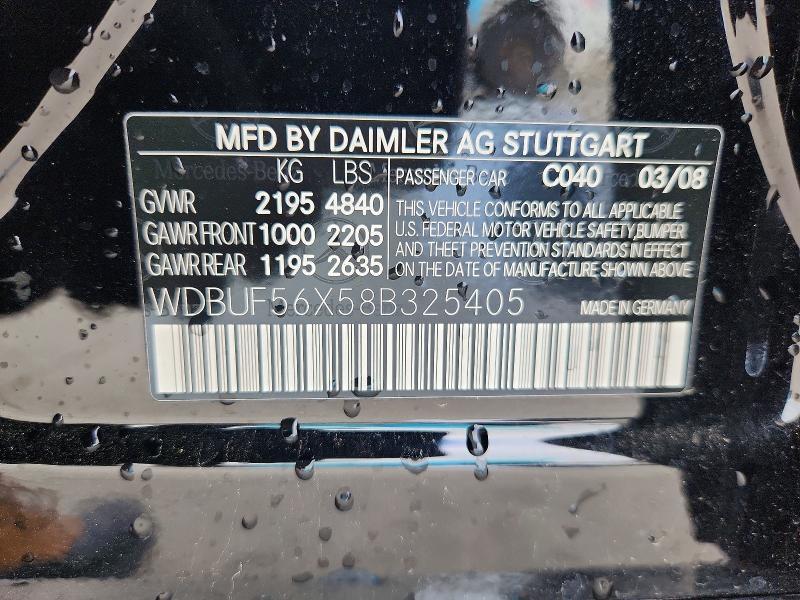 MFD BY DAIMLER AG STUTTGART
KG LBS
GVWR 2195 4840
GAWR FRONT 1000 2205
GAWR REAR 1195 2635
PASSENGER CAR C040 03/08
THIS VEHICLE CONFORMS TO ALL APPLICABLE
U.S. FEDERAL MOTOR VEHICLE SAFETY, BUMPER
AND THEFT PREVENTION STANDARDS IN EFFECT
ON THE DATE OF MANUFACTURE SHOWN ABOVE
WDBUF56X58B325405
MADE IN GERMANY